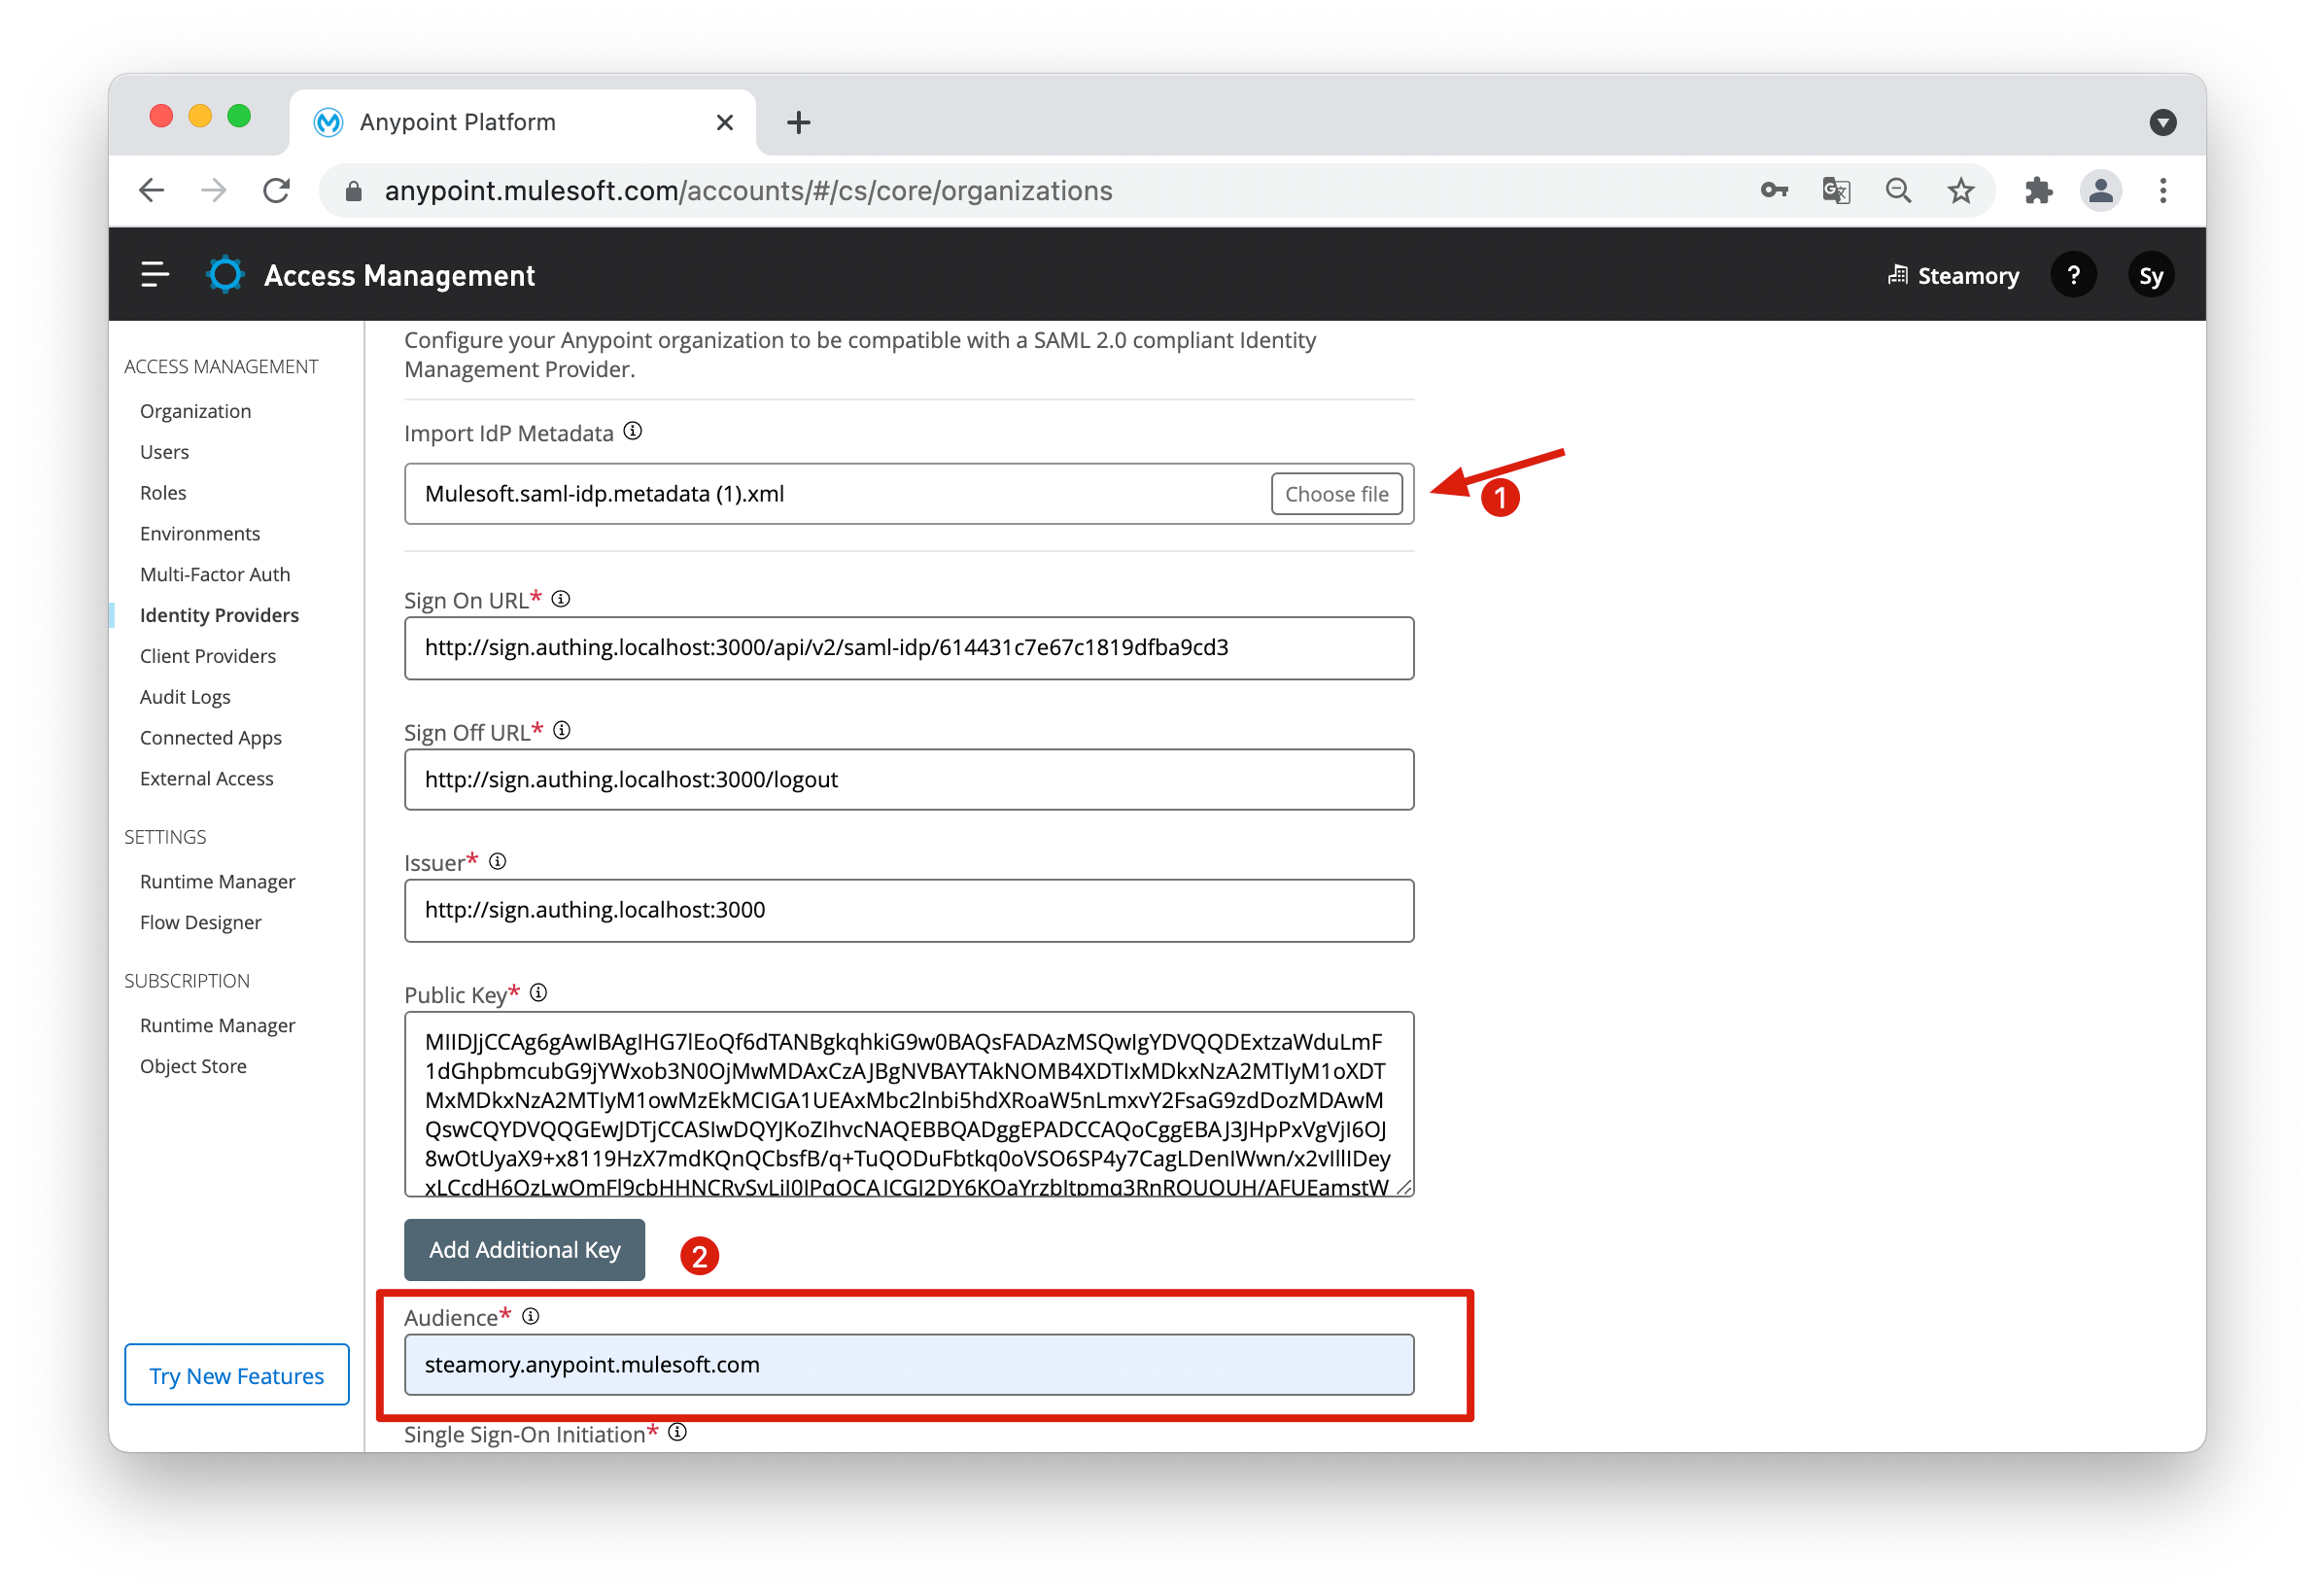 Anypoint Platform
anypoint.mulesoft.com/accounts/#/cs/core/organizations
Access Management
Steamory
?
Sy
ACCESS MANAGEMENT
Organization
Users
Roles
Environments
Multi-Factor Auth
Identity Providers
Client Providers
Audit Logs
Connected Apps
External Access
SETTINGS
Runtime Manager
Flow Designer
SUBSCRIPTION
Runtime Manager
Object Store
Try New Features
Configure your Anypoint organization to be compatible with a SAML 2.0 compliant Identity
Management Provider.
Import IdP Metadata
Mulesoft.saml-idp.metadata (1).xml
Choose file
1
Sign On URL*
http://sign.authing.localhost:3000/api/v2/saml-idp/614431c7e67c1819dfba9cd3
Sign Off URL*
http://sign.authing.localhost:3000/logout
Issuer*
http://sign.authing.localhost:3000
Public Key*
MIIDJjCCAg6gAwIBAgIHG7lEoQf6dTANBgkqhkiG9w0BAQsFADAzMSQwIgYDVQQDExtzaWduLmF
1dGhpbmcubG9jYWxob3N0OjMwMDAxCzAJBgNVBAYTAkNOMB4XDTIxMDkxNzA2MTIyM1oXDT
MxMDkxNzA2MTIyM1owMzEkMCIGA1UEAxMbc2lnbi5hdXRoaW5nLmxvY2FsaG9zdDozMDAwM
QswCQYDVQQGEwJDTjCCASIwDQYJKoZIhvcNAQEBBQADggEPADCCAQoCggEBAJ3JHpPxVgVjI6OJ
Add Additional Key
2
Audience*
steamory.anypoint.mulesoft.com
Single Sign-On Initiation*